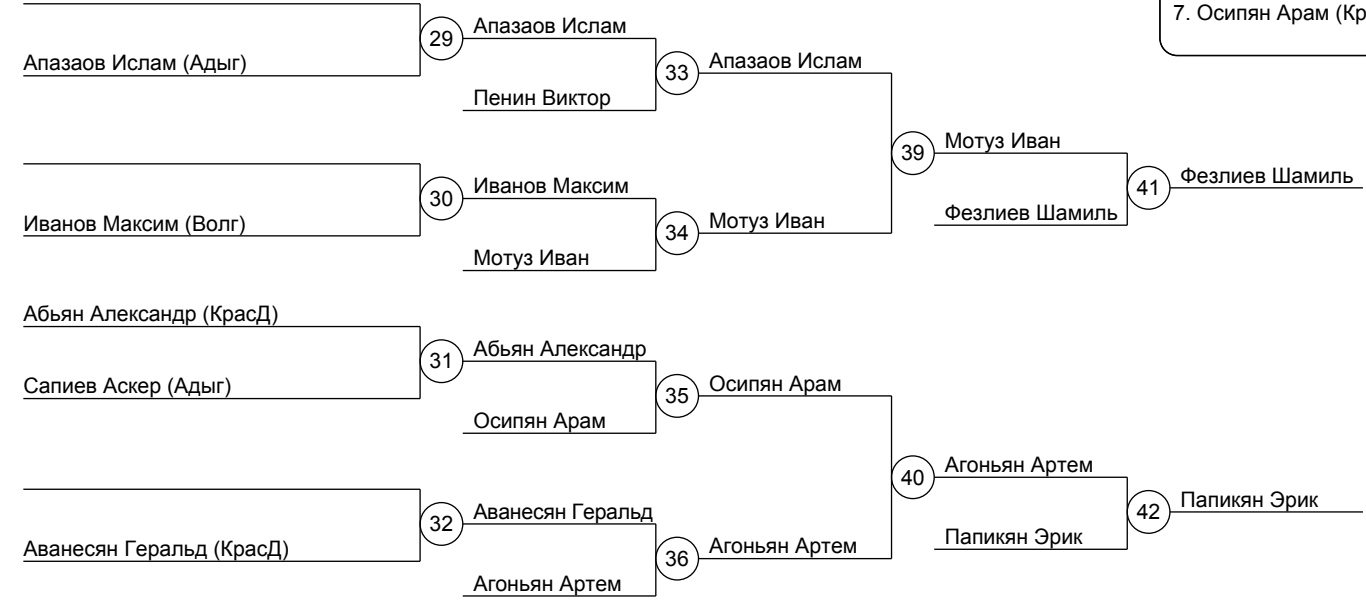 7. Осипян Арам (Кр
Апазаов Ислам
29
Апазаов Ислам (Адыг)
Апазаов Ислам
33
Пенин Виктор
Мотуз Иван
39
Иванов Максим
Фезлиев Шамиль
41
30
Фезлиев Шамиль
Иванов Максим (Волг)
Мотуз Иван
34
Мотуз Иван
Абьян Александр (КрасД)
Абьян Александр
31
Сапиев Аскер (Адыг)
Осипян Арам
35
Осипян Арам
Агоньян Артем
40
Папикян Эрик
Аванесян Геральд
42
32
Папикян Эрик
Аванесян Геральд (КрасД)
Агоньян Артем
36
Агоньян Артем